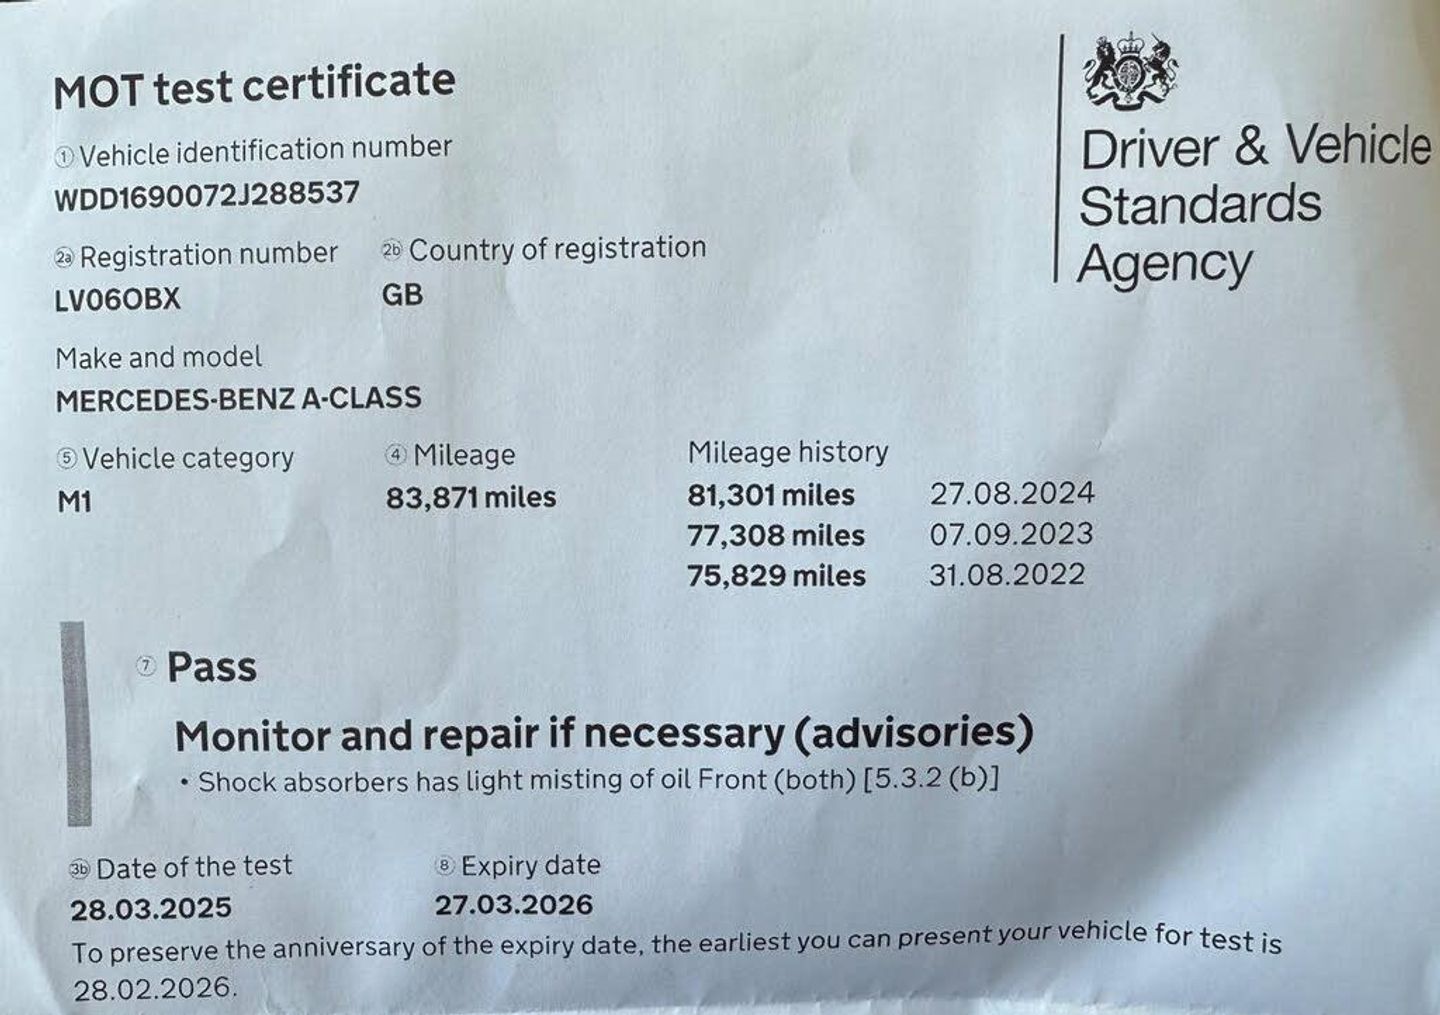 MOT test certificate
① Vehicle identification number
WDD1690072J288537
2a Registration number 2b Country of registration
LV06OBX GB
Make and model
MERCEDES-BENZ A-CLASS
⑤ Vehicle category ④ Mileage Mileage history
M1 83,871 miles 81,301 miles 27.08.2024
77,308 miles 07.09.2023
75,829 miles 31.08.2022
⑦ Pass
Monitor and repair if necessary (advisories)
• Shock absorbers has light misting of oil Front (both) [5.3.2 (b)]
3b Date of the test ⑧ Expiry date
28.03.2025 27.03.2026
To preserve the anniversary of the expiry date, the earliest you can present your vehicle for test is
28.02.2026.
Driver & Vehicle
Standards
Agency